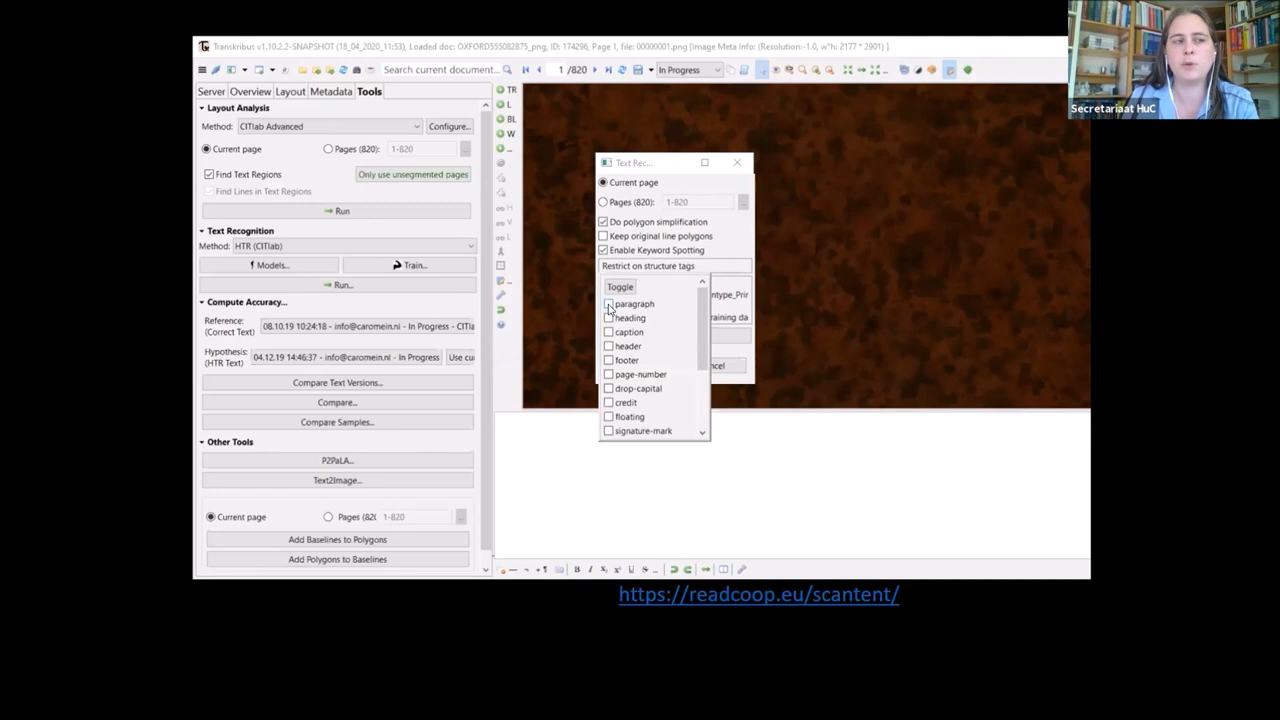 Transkribus v1.10.2.2-SNAPSHOT (18_04_2020_11:53), Loaded doc: OXFORD555082875_png, ID: 174296, Page 1, file: 00000001.png [Image Meta Info: (Resolution:-1.0, w*h: 2177 * 2901) ]
Search current document... 1 /820 In Progress
Server Overview Layout Metadata Tools
Layout Analysis
Method: CITlab Advanced Configure...
Current page Pages (820): 1-820 ...
Find Text Regions Only use unsegmented pages
Find Lines in Text Regions
Run
Text Recognition
Method: HTR (CITlab)
Models... Train...
Run...
Compute Accuracy...
Reference:
(Correct Text) 08.10.19 10:24:18 - info@caromein.nl - In Progress - CITla
Hypothesis:
(HTR Text) 04.12.19 14:46:37 - info@caromein.nl - In Progress Use cu
Compare Text Versions...
Compare...
Compare Samples...
Other Tools
P2PaLA...
Text2Image...
Current page Pages (82( 1-820 ...
Add Baselines to Polygons
Add Polygons to Baselines
TR
L
BL
W
...
H
V
L
Text Rec...
Current page
Pages (820): 1-820 ...
Do polygon simplification
Keep original line polygons
Enable Keyword Spotting
Restrict on structure tags
Toggle
paragraph
heading
caption
header
footer
page-number
drop-capital
credit
floating
signature-mark
ntype_Prir
raining da
ncel
B I X₁ X¹ U S ...
https://readcoop.eu/scantent/
Secretariaat HuC